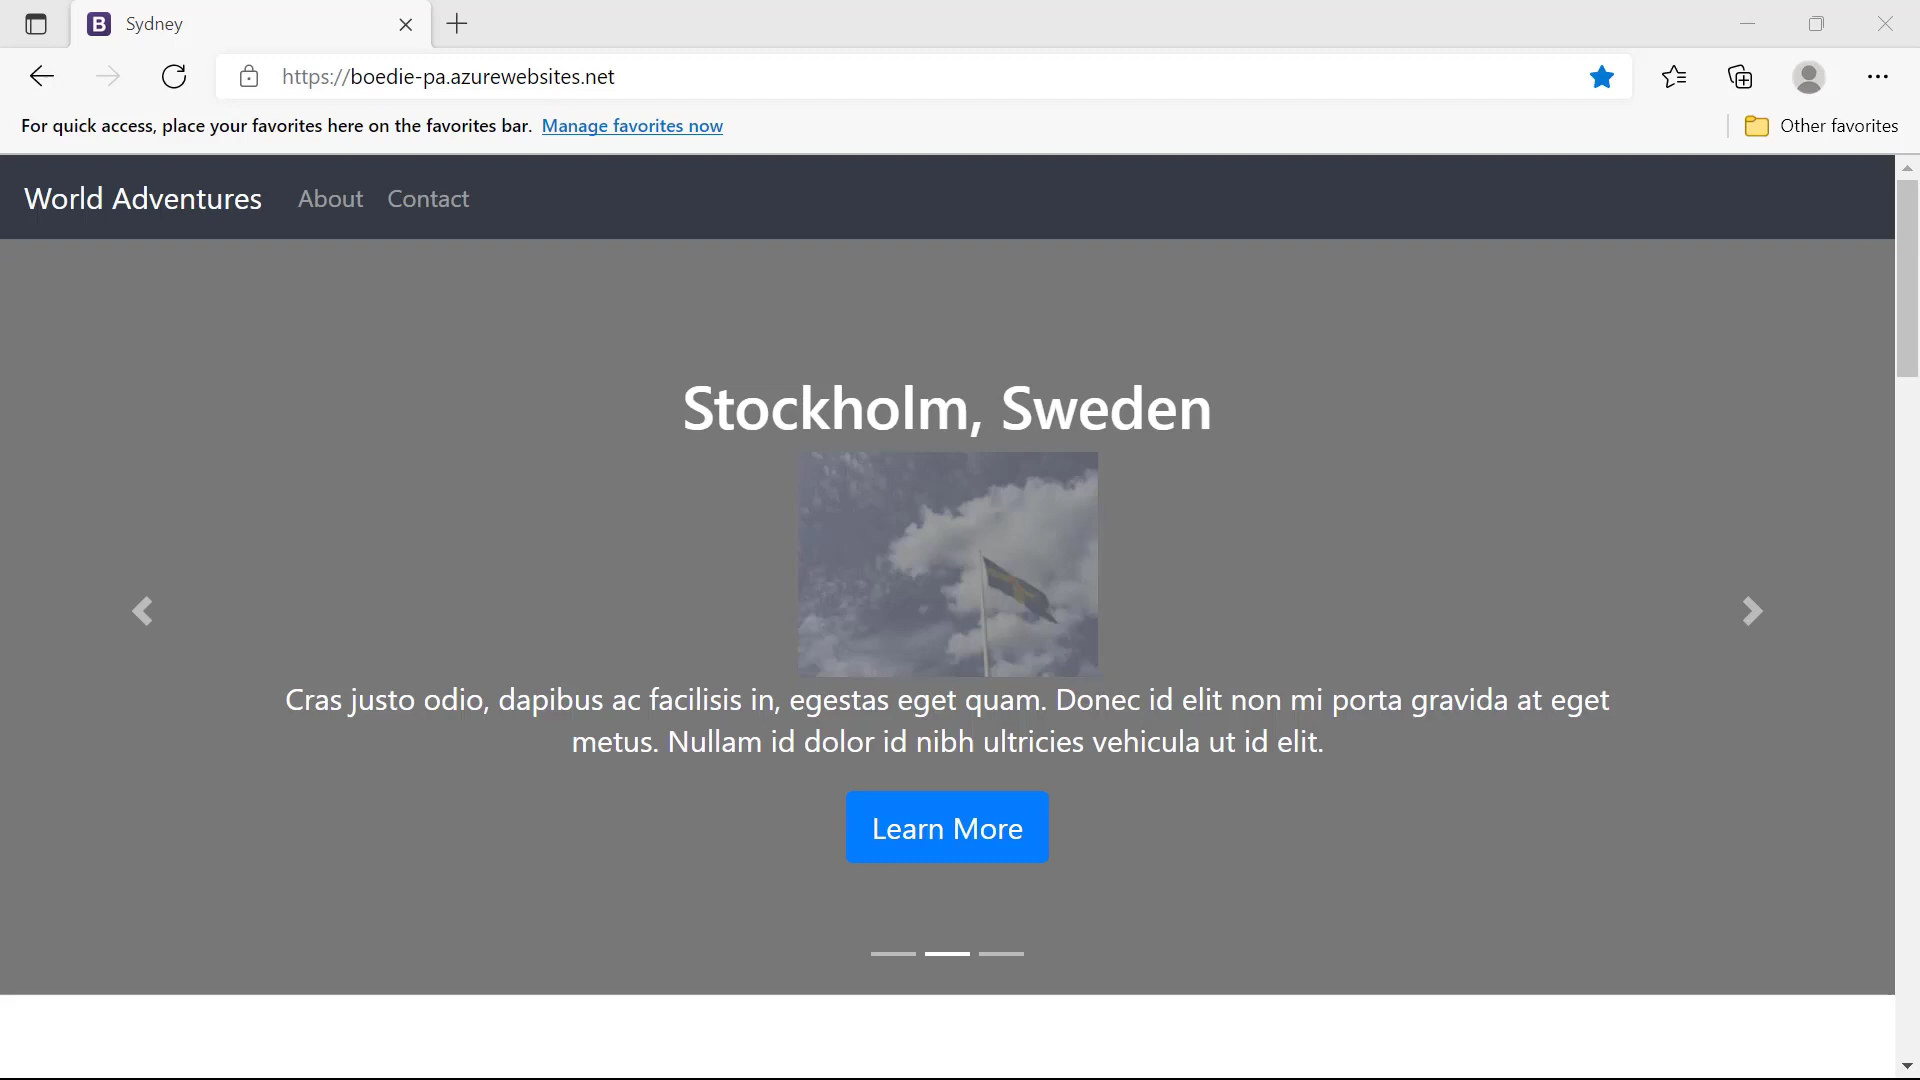 B Sydney
https://boedie-pa.azurewebsites.net
For quick access, place your favorites here on the favorites bar. Manage favorites now
Other favorites
World Adventures About Contact
Stockholm, Sweden
Cras justo odio, dapibus ac facilisis in, egestas eget quam. Donec id elit non mi porta gravida at eget
metus. Nullam id dolor id nibh ultricies vehicula ut id elit.
Learn More